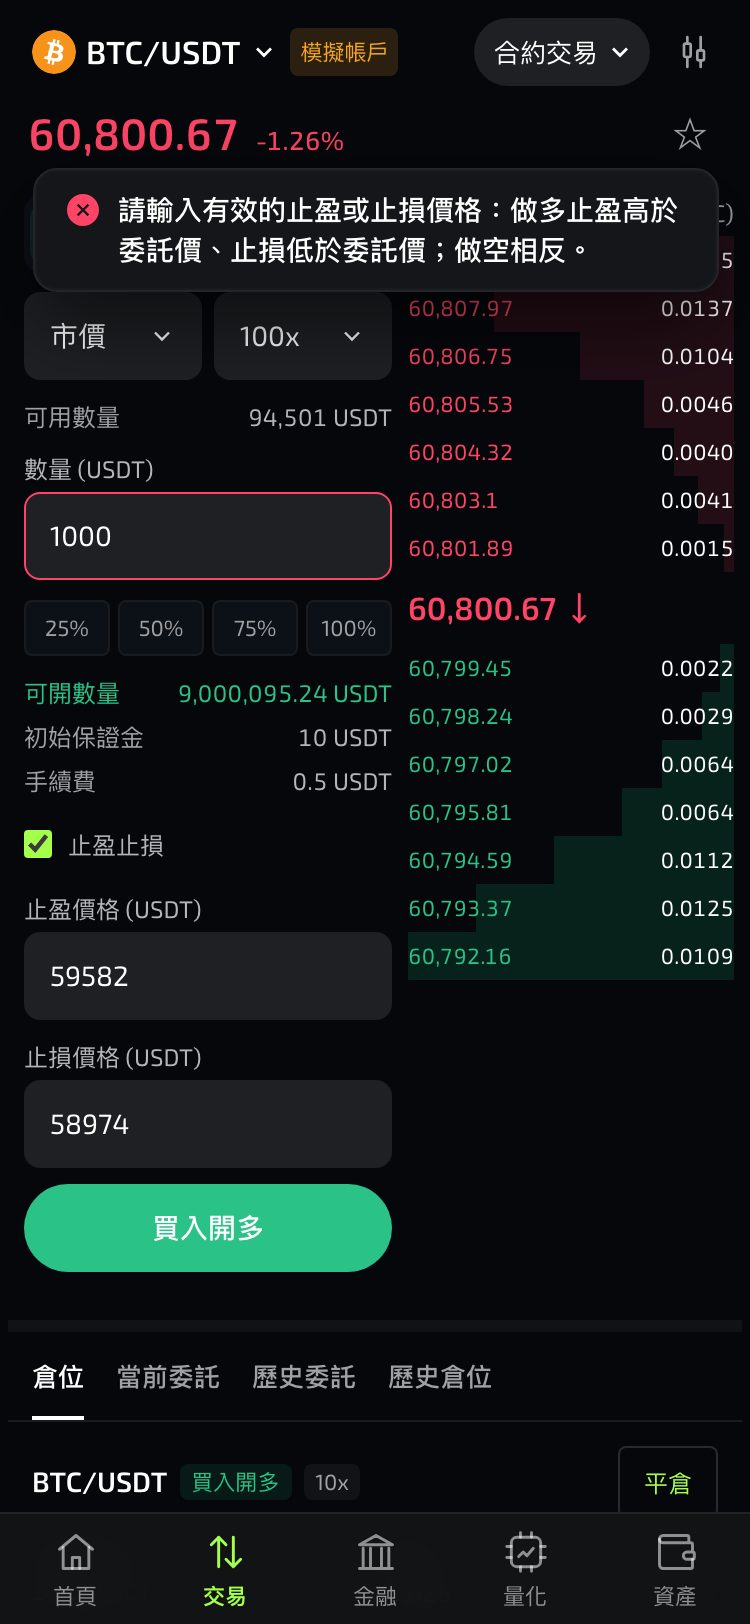 BTC/USDT 模擬帳戶 合約交易
60,800.67 -1.26%
請輸入有效的止盈或止損價格：做多止盈高於
委託價、止損低於委託價；做空相反。
市價 100x
可用數量 94,501 USDT
數量 (USDT)
1000
25% 50% 75% 100%
可開數量 9,000,095.24 USDT
初始保證金 10 USDT
手續費 0.5 USDT
止盈止損
止盈價格 (USDT)
59582
止損價格 (USDT)
58974
買入開多
60,807.97 0.0137
60,806.75 0.0104
60,805.53 0.0046
60,804.32 0.0040
60,803.1 0.0041
60,801.89 0.0015
60,800.67 ↓
60,799.45 0.0022
60,798.24 0.0029
60,797.02 0.0064
60,795.81 0.0064
60,794.59 0.0112
60,793.37 0.0125
60,792.16 0.0109
倉位 當前委託 歷史委託 歷史倉位
BTC/USDT 買入開多 10x 平倉
首頁 交易 金融 量化 資產